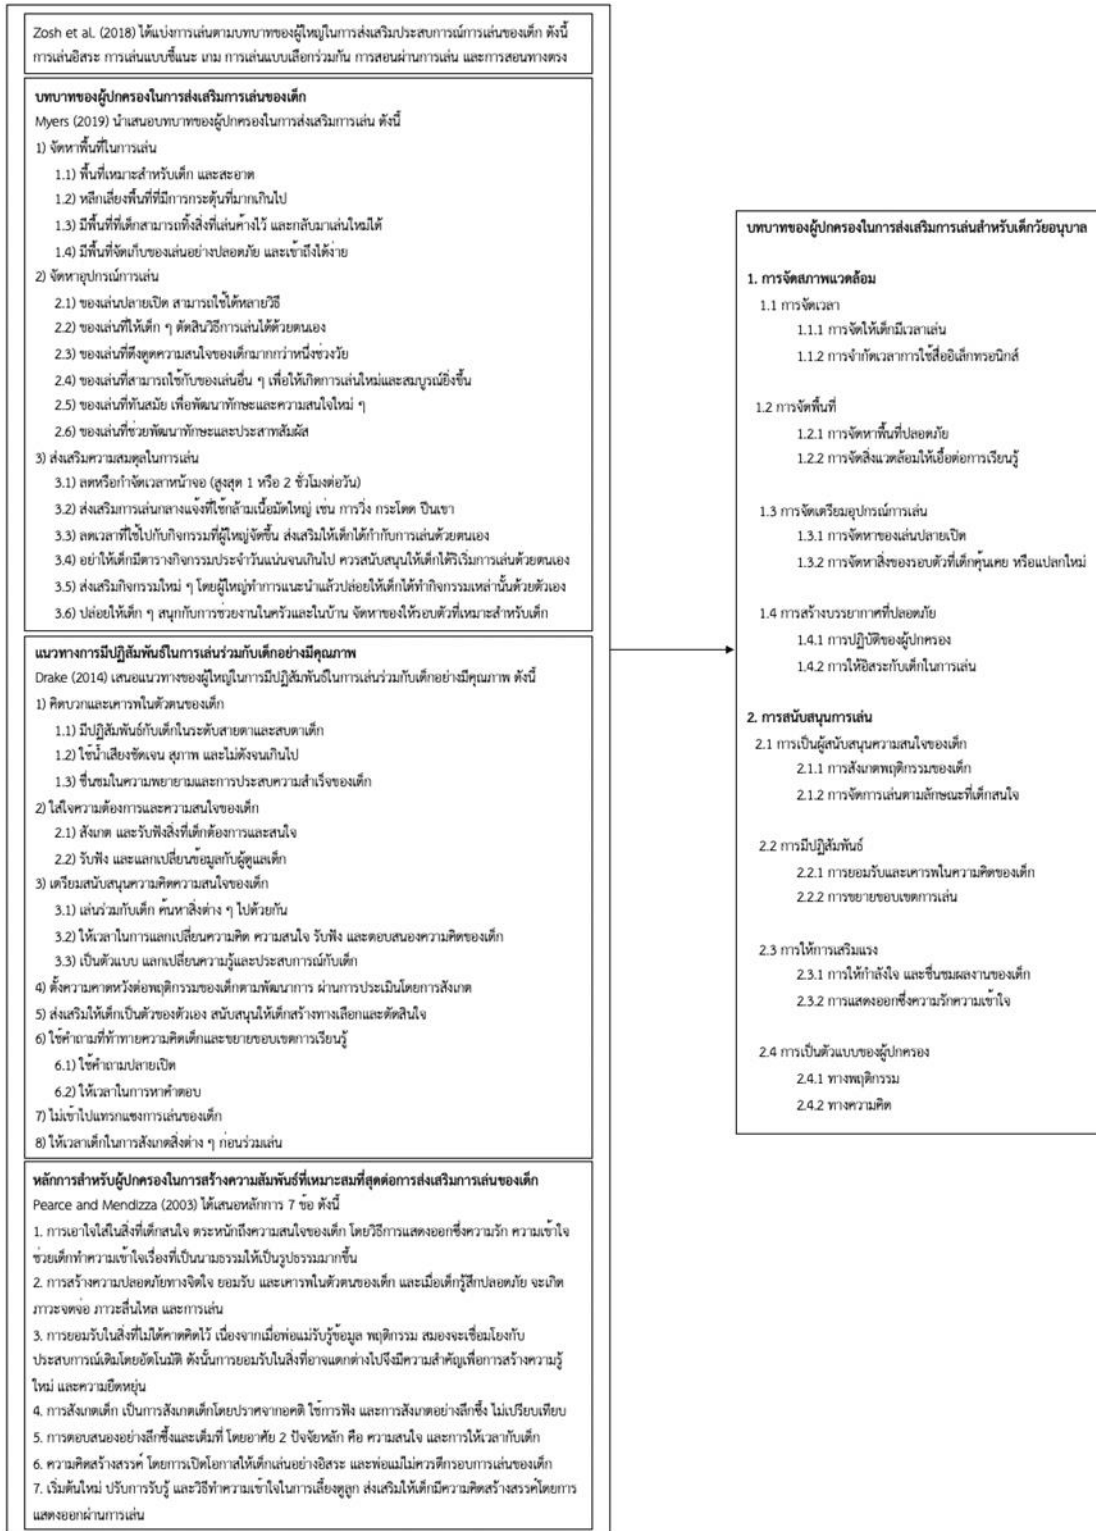 Zosh et al. (2018) ได้แบ่งการเล่นตามบทบาทของผู้ใหญ่ในการส่งเสริมประสบการณ์การเล่นของเด็ก ดังนี้
การเล่นอิสระ การเล่นแบบชี้แนะ เกม การเล่นแบบเลือกร่วมกัน การสอนผ่านการเล่น และการสอนทางตรง
บทบาทของผู้ปกครองในการส่งเสริมการเล่นของเด็ก
Myers (2019) นำเสนอบทบาทของผู้ปกครองในการส่งเสริมการเล่น ดังนี้
1) จัดหาพื้นที่ในการเล่น
1.1) พื้นที่เหมาะสำหรับเด็ก และสะอาด
1.2) หลีกเลี่ยงพื้นที่ที่มีการกระตุ้นที่มากเกินไป
1.3) มีพื้นที่ที่เด็กสามารถทิ้งสิ่งที่เล่นค้างไว้ และกลับมาเล่นใหม่ได้
1.4) มีพื้นที่จัดเก็บของเล่นอย่างปลอดภัย และเข้าถึงได้ง่าย
2) จัดหาอุปกรณ์การเล่น
2.1) ของเล่นปลายเปิด สามารถใช้ได้หลายวิธี
2.2) ของเล่นที่ให้เด็ก ๆ ตัดสินวิธีการเล่นได้ด้วยตนเอง
2.3) ของเล่นที่ดึงดูดความสนใจของเด็กมากกว่าหนึ่งช่วงวัย
2.4) ของเล่นที่สามารถใช้กับของเล่นอื่น ๆ เพื่อให้เกิดการเล่นใหม่และสมบูรณ์ยิ่งขึ้น
2.5) ของเล่นที่ทันสมัย เพื่อพัฒนาทักษะและความสนใจใหม่ ๆ
2.6) ของเล่นที่ช่วยพัฒนาทักษะและประสาทสัมผัส
3) ส่งเสริมความสมดุลในการเล่น
3.1) ลดหรือกำจัดเวลาหน้าจอ (สูงสุด 1 หรือ 2 ชั่วโมงต่อวัน)
3.2) ส่งเสริมการเล่นกลางแจ้งที่ใช้กล้ามเนื้อมัดใหญ่ เช่น การวิ่ง กระโดด ปีนเขา
3.3) ลดเวลาที่ใช้ไปกับกิจกรรมที่ผู้ใหญ่จัดขึ้น ส่งเสริมให้เด็กได้กำกับการเล่นด้วยตนเอง
3.4) อย่าให้เด็กมีตารางกิจกรรมประจำวันแน่นจนเกินไป ควรสนับสนุนให้เด็กได้ริเริ่มการเล่นด้วยตนเอง
3.5) ส่งเสริมกิจกรรมใหม่ ๆ โดยผู้ใหญ่ทำการแนะนำแล้วปล่อยให้เด็กได้ทำกิจกรรมเหล่านั้นด้วยตัวเอง
3.6) ปล่อยให้เด็ก ๆ สนุกกับการช่วยงานในครัวและในบ้าน จัดหาของใช้รอบตัวที่เหมาะสำหรับเด็ก
แนวทางการมีปฏิสัมพันธ์ในการเล่นร่วมกับเด็กอย่างมีคุณภาพ
Drake (2014) เสนอแนวทางของผู้ใหญ่ในการมีปฏิสัมพันธ์ในการเล่นร่วมกับเด็กอย่างมีคุณภาพ ดังนี้
1) คิดบวกและเคารพในตัวตนของเด็ก
1.1) มีปฏิสัมพันธ์กับเด็กในระดับสายตาและสบตาเด็ก
1.2) ใช้น้ำเสียงชัดเจน สุภาพ และไม่ดังจนเกินไป
1.3) ชื่นชมในความพยายามและการประสบความสำเร็จของเด็ก
2) ใส่ใจความต้องการและความสนใจของเด็ก
2.1) สังเกต และรับฟังสิ่งที่เด็กต้องการและสนใจ
2.2) รับฟัง และแลกเปลี่ยนข้อมูลกับผู้ดูแลเด็ก
3) เตรียมสนับสนุนความคิดความสนใจของเด็ก
3.1) เล่นร่วมกับเด็ก ค้นหาสิ่งต่าง ๆ ไปด้วยกัน
3.2) ให้เวลาในการแลกเปลี่ยนความคิด ความสนใจ รับฟัง และตอบสนองความคิดของเด็ก
3.3) เป็นตัวแบบ แลกเปลี่ยนความรู้และประสบการณ์กับเด็ก
4) ตั้งความคาดหวังต่อพฤติกรรมของเด็กตามพัฒนาการ ผ่านการประเมินโดยการสังเกต
5) ส่งเสริมให้เด็กเป็นตัวของตัวเอง สนับสนุนให้เด็กสร้างทางเลือกและตัดสินใจ
6) ใช้คำถามที่ท้าทายความคิดเด็กและขยายขอบเขตการเรียนรู้
6.1) ใช้คำถามปลายเปิด
6.2) ให้เวลาในการหาคำตอบ
7) ไม่เข้าไปแทรกแซงการเล่นของเด็ก
8) ให้เวลาเด็กในการสังเกตสิ่งต่าง ๆ ก่อนร่วมเล่น
หลักการสำหรับผู้ปกครองในการสร้างความสัมพันธ์ที่เหมาะสมที่สุดต่อการส่งเสริมการเล่นของเด็ก
Pearce and Mendizza (2003) ได้เสนอหลักการ 7 ข้อ ดังนี้
1. การเอาใจใส่ในสิ่งที่เด็กสนใจ ตระหนักถึงความสนใจของเด็ก โดยวิธีการแสดงออกซึ่งความรัก ความเข้าใจ
ช่วยเด็กทำความเข้าใจเรื่องที่เป็นนามธรรมให้เป็นรูปธรรมมากขึ้น
2. การสร้างความปลอดภัยทางจิตใจ ยอมรับ และเคารพในตัวตนของเด็ก และเมื่อเด็กรู้สึกปลอดภัย จะเกิด
ภาวะจดจ่อ ภาวะลื่นไหล และการเล่น
3. การยอมรับในสิ่งที่ไม่ได้คาดคิดไว้ เนื่องจากเมื่อพ่อแม่รับรู้ข้อมูล พฤติกรรม สมองจะเชื่อมโยงกับ
ประสบการณ์เดิมโดยอัตโนมัติ ดังนั้นการยอมรับในสิ่งที่อาจแตกต่างไปจึงมีความสำคัญเพื่อการสร้างความรู้
ใหม่ และความยืดหยุ่น
4. การสังเกตเด็ก เป็นการสังเกตเด็กโดยปราศจากอคติ ใช้การฟัง และการสังเกตอย่างลึกซึ้ง ไม่เปรียบเทียบ
5. การตอบสนองอย่างลึกซึ้งและเต็มที่ โดยอาศัย 2 ปัจจัยหลัก คือ ความสนใจ และการให้เวลากับเด็ก
6. ความคิดสร้างสรรค์ โดยการเปิดโอกาสให้เด็กเล่นอย่างอิสระ และพ่อแม่ไม่ควรตีกรอบการเล่นของเด็ก
7. เริ่มต้นใหม่ ปรับการรับรู้ และวิธีทำความเข้าใจในการเลี้ยงดูลูก ส่งเสริมให้เด็กมีความคิดสร้างสรรค์โดยการ
แสดงออกผ่านการเล่น
บทบาทของผู้ปกครองในการส่งเสริมการเล่นสำหรับเด็กวัยอนุบาล
1. การจัดสภาพแวดล้อม
1.1 การจัดเวลา
1.1.1 การจัดให้เด็กมีเวลาเล่น
1.1.2 การจำกัดเวลาการใช้สื่ออิเล็กทรอนิกส์
1.2 การจัดพื้นที่
1.2.1 การจัดหาพื้นที่ปลอดภัย
1.2.2 การจัดสิ่งแวดล้อมให้เอื้อต่อการเรียนรู้
1.3 การจัดเตรียมอุปกรณ์การเล่น
1.3.1 การจัดหาของเล่นปลายเปิด
1.3.2 การจัดหาสิ่งของรอบตัวที่เด็กคุ้นเคย หรือแปลกใหม่
1.4 การสร้างบรรยากาศที่ปลอดภัย
1.4.1 การปฏิบัติของผู้ปกครอง
1.4.2 การให้อิสระกับเด็กในการเล่น
2. การสนับสนุนการเล่น
2.1 การเป็นผู้สนับสนุนความสนใจของเด็ก
2.1.1 การสังเกตพฤติกรรมของเด็ก
2.1.2 การจัดการเล่นตามลักษณะที่เด็กสนใจ
2.2 การมีปฏิสัมพันธ์
2.2.1 การยอมรับและเคารพในความคิดของเด็ก
2.2.2 การขยายขอบเขตการเล่น
2.3 การให้การเสริมแรง
2.3.1 การให้กำลังใจ และชื่นชมผลงานของเด็ก
2.3.2 การแสดงออกซึ่งความรักความเข้าใจ
2.4 การเป็นตัวแบบของผู้ปกครอง
2.4.1 ทางพฤติกรรม
2.4.2 ทางความคิด